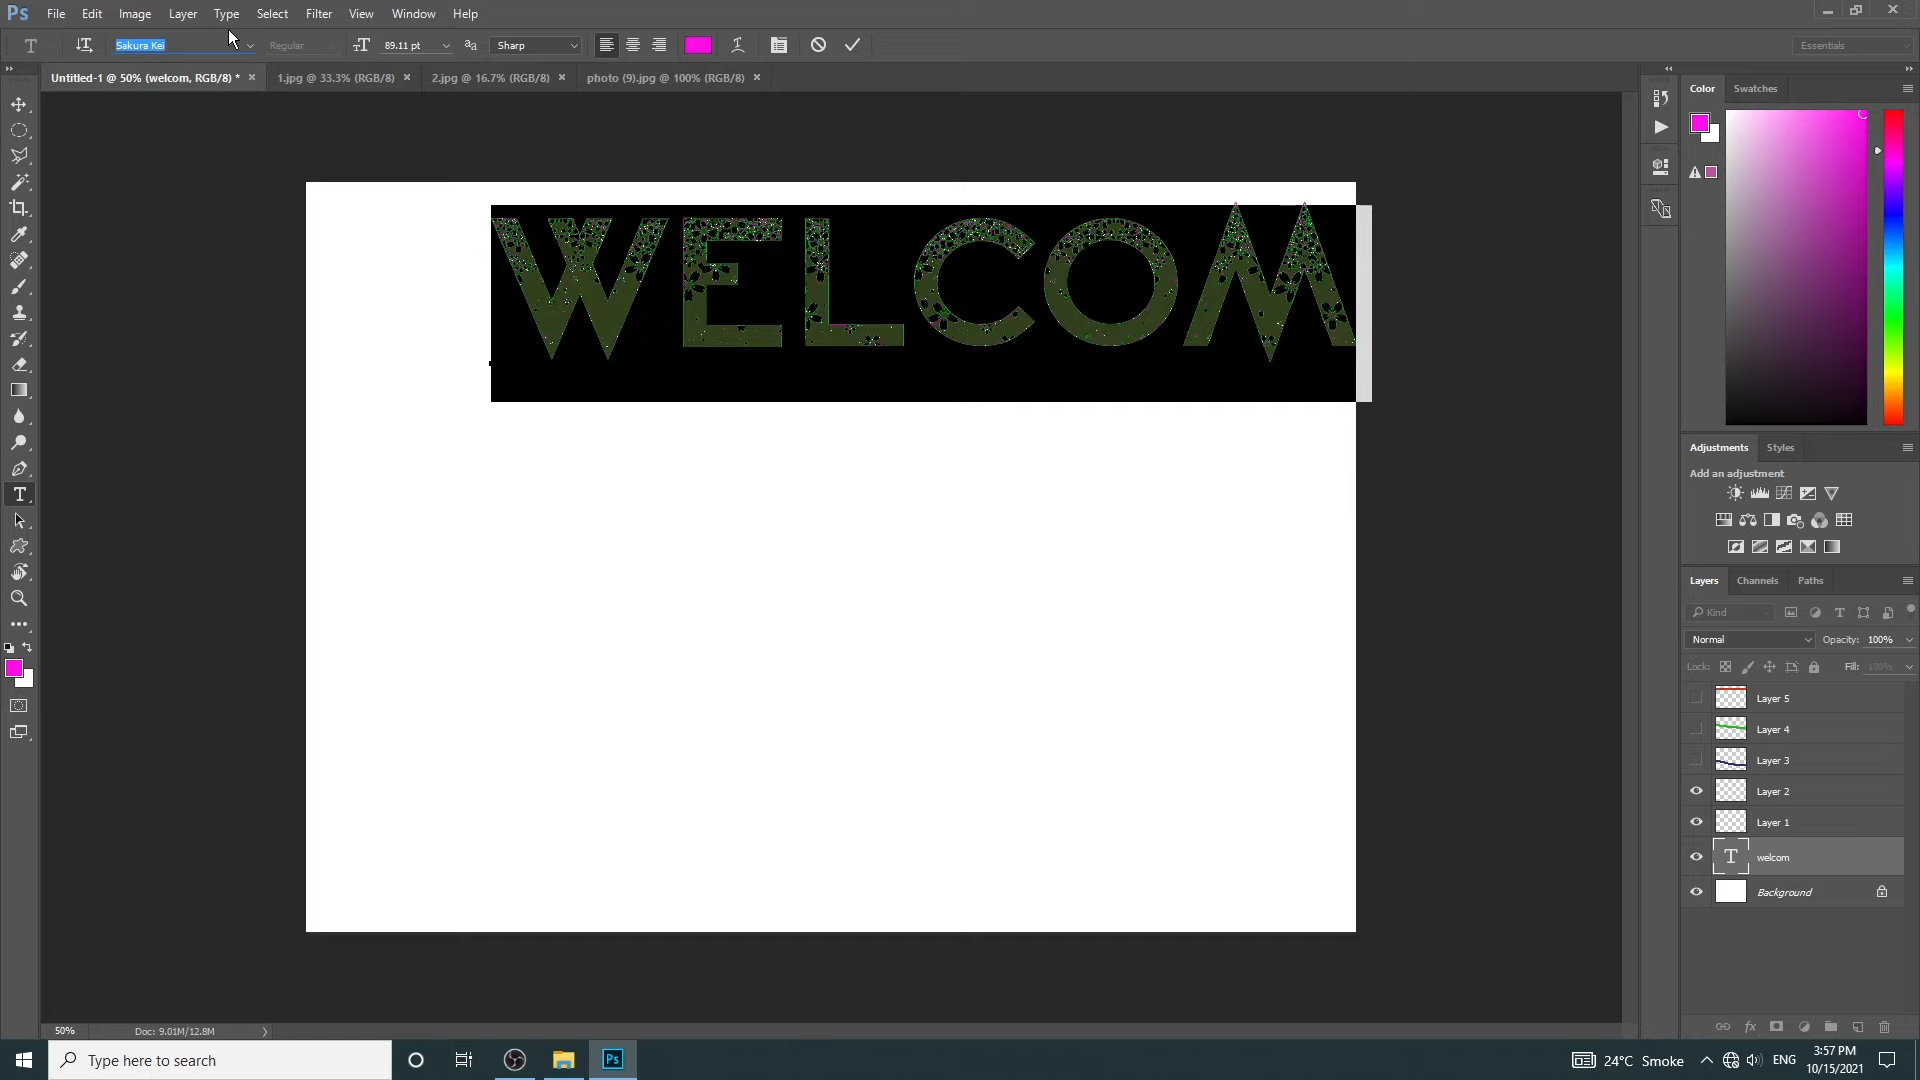 Ps File Edit Image Layer Type Select Filter View Window Help
T Sakura Kei Regular 89.11 pt Sharp Essentials
Untitled-1 @ 50% (welcom, RGB/8) * 1.jpg @ 33.3% (RGB/8) 2.jpg @ 16.7% (RGB/8) photo (9).jpg @ 100% (RGB/8)
Color Swatches
WELCOM
Adjustments Styles
Add an adjustment
Layers Channels Paths
Kind
Normal Opacity: 100%
Lock: Fill: 100%
Layer 5
Layer 4
Layer 3
Layer 2
Layer 1
T welcom
Background
50% Doc: 9.01M/12.8M
Type here to search Ps 24°C Smoke ENG 3:57 PM
10/15/2021